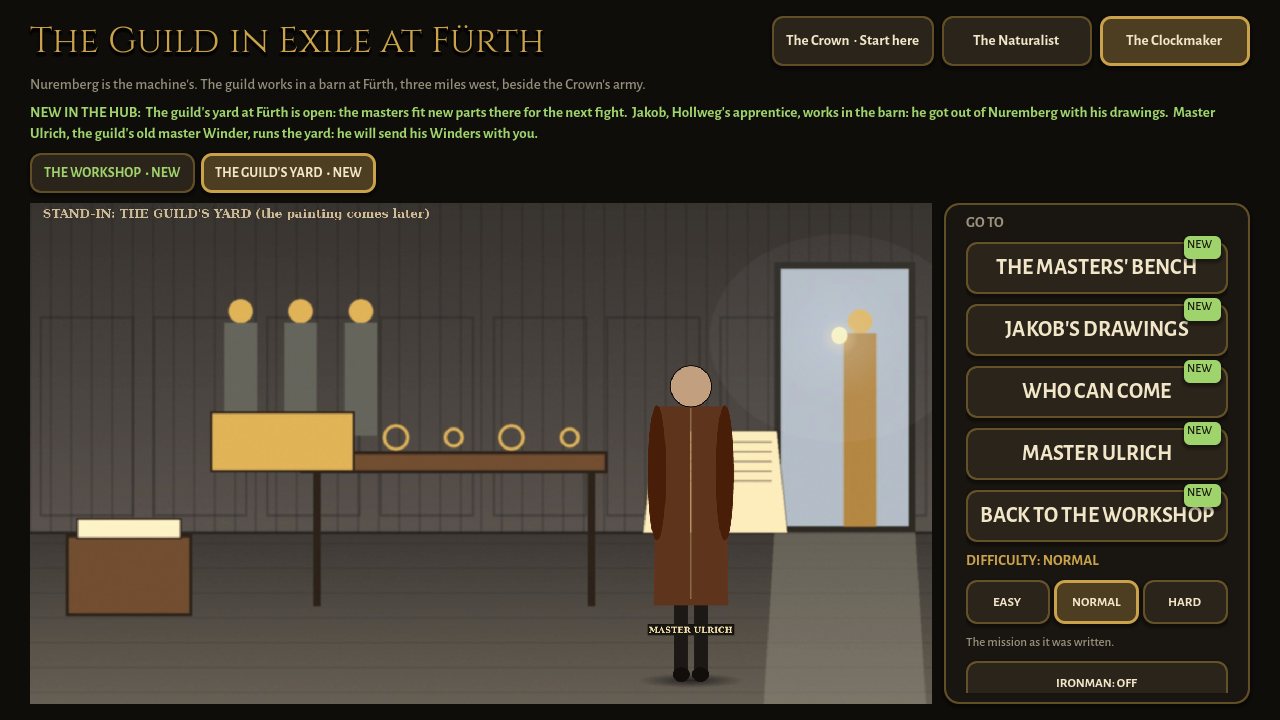 The Guild in Exile at Fürth
The Crown · Start here
The Naturalist
The Clockmaker
Nuremberg is the machine's. The guild works in a barn at Fürth, three miles west, beside the Crown's army.
NEW IN THE HUB: The guild's yard at Fürth is open: the masters fit new parts there for the next fight. Jakob, Hollweg's apprentice, works in the barn: he got out of Nuremberg with his drawings. Master
Ulrich, the guild's old master Winder, runs the yard: he will send his Winders with you.
THE WORKSHOP · NEW
THE GUILD'S YARD · NEW
STAND-IN: THE GUILD'S YARD (the painting comes later)
MASTER ULRICH
GO TO
NEW
THE MASTERS' BENCH
NEW
JAKOB'S DRAWINGS
NEW
WHO CAN COME
NEW
MASTER ULRICH
NEW
BACK TO THE WORKSHOP
DIFFICULTY: NORMAL
EASY
NORMAL
HARD
The mission as it was written.
IRONMAN: OFF